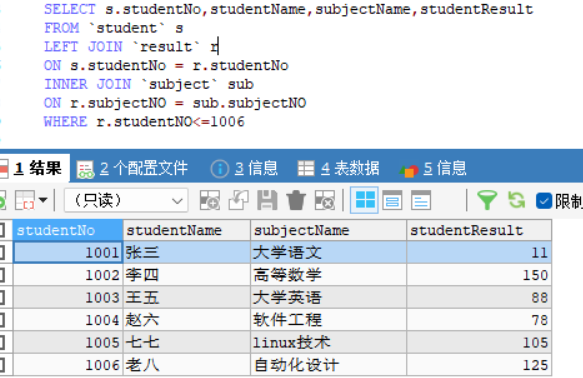 SELECT s.studentNo,studentName,subjectName,studentResult
FROM `student` s
LEFT JOIN `result` r
ON s.studentNo = r.studentNo
INNER JOIN `subject` sub
ON r.subjectNO = sub.subjectNO
WHERE r.studentNO<=1006
1 结果 2 个配置文件 3 信息 4 表数据 5 信息
（只读） 限制
studentNo studentName subjectName studentResult
1001 张三 大学语文 11
1002 李四 高等数学 150
1003 王五 大学英语 88
1004 赵六 软件工程 78
1005 七七 linux技术 105
1006 老八 自动化设计 125